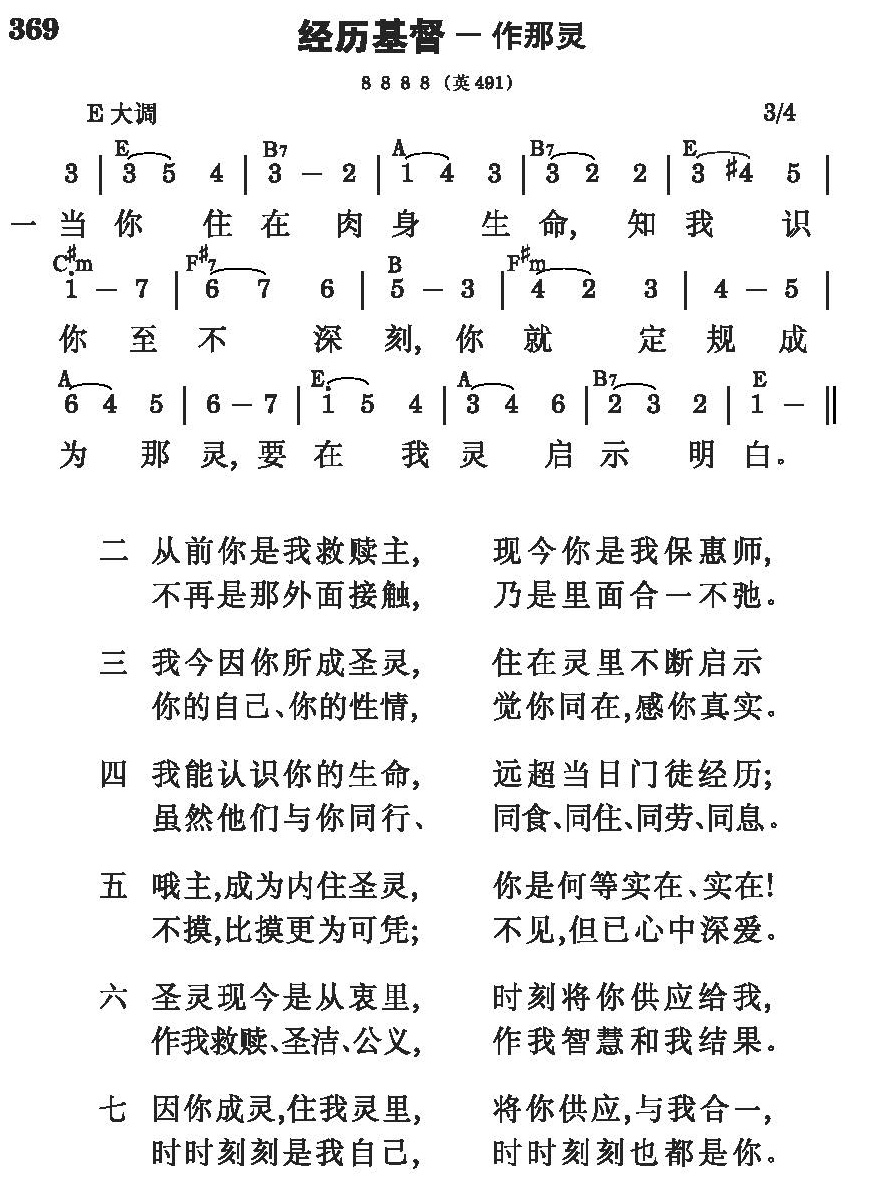 369
经历基督－作那灵
8 8 8 8（英491）
E大调 3/4
E B7 A B7 E
3 | 3 5 4 | 3 － 2 | 1 4 3 | 3 2 2 | 3 ♯4 5 |
一 当 你 住 在 肉 身 生 命, 知 我 识
C♯m F♯7 B F♯m
i － 7 | 6 7 6 | 5 － 3 | 4 2 3 | 4 － 5 |
你 至 不 深 刻, 你 就 定 规 成
A E A B7 E
6 4 5 | 6 － 7 | i 5 4 | 3 4 6 | 2 3 2 | 1 － ‖
为 那 灵, 要 在 我 灵 启 示 明 白。
二 从前你是我救赎主, 现今你是我保惠师,
不再是那外面接触, 乃是里面合一不弛。
三 我今因你所成圣灵, 住在灵里不断启示
你的自己、你的性情, 觉你同在,感你真实。
四 我能认识你的生命, 远超当日门徒经历;
虽然他们与你同行、 同食、同住、同劳、同息。
五 哦主,成为内住圣灵, 你是何等实在、实在!
不摸,比摸更为可凭; 不见,但已心中深爱。
六 圣灵现今是从衷里, 时刻将你供应给我,
作我救赎、圣洁、公义, 作我智慧和我结果。
七 因你成灵,住我灵里, 将你供应,与我合一,
时时刻刻是我自己, 时时刻刻也都是你。